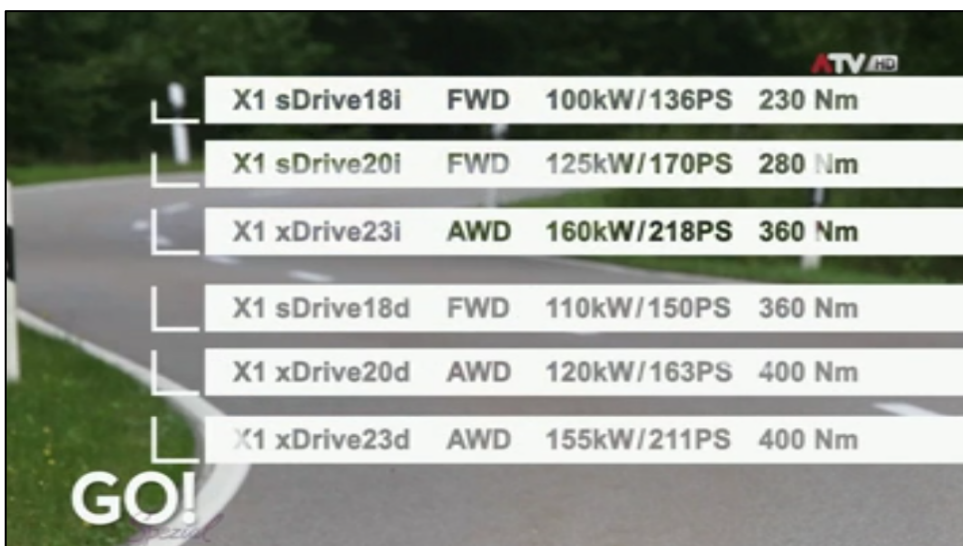 ATV HD
X1 sDrive18i FWD 100kW/136PS 230 Nm
X1 sDrive20i FWD 125kW/170PS 280 Nm
X1 xDrive23i AWD 160kW/218PS 360 Nm
X1 sDrive18d FWD 110kW/150PS 360 Nm
X1 xDrive20d AWD 120kW/163PS 400 Nm
X1 xDrive23d AWD 155kW/211PS 400 Nm
GO!
Spezial